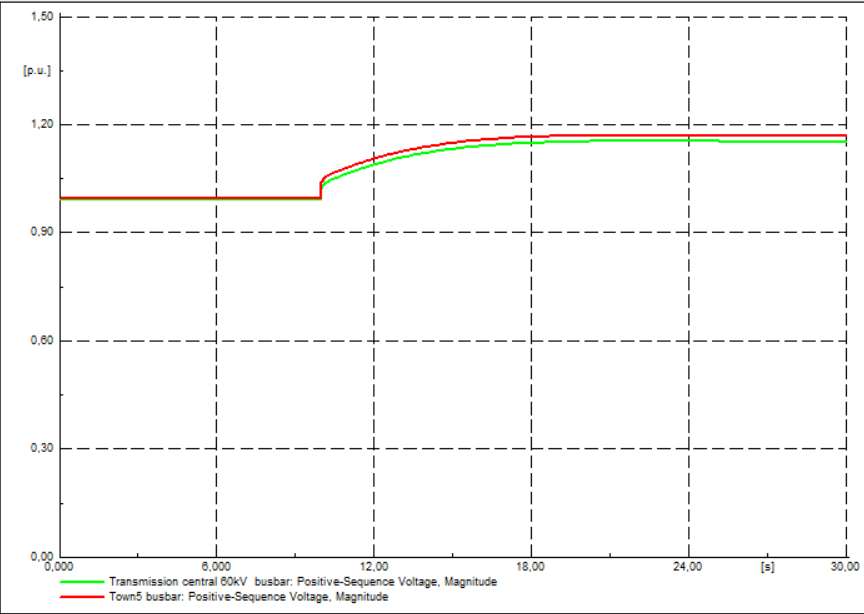 1,50
[p.u.]
1,20
0,90
0,60
0,30
0,00
0,000 6,000 12,00 18,00 24,00 [s] 30,00
Transmission central 60kV busbar: Positive-Sequence Voltage, Magnitude
Town5 busbar: Positive-Sequence Voltage, Magnitude